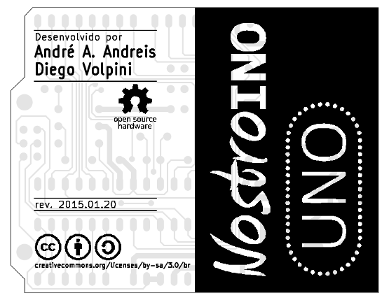 Desenvolvido por
André A. Andreis
Diego Volpini
open source
hardware
rev. 2015.01.20
cc
creativecommons.org/licenses/by-sa/3.0/br
NostroINO
UNO